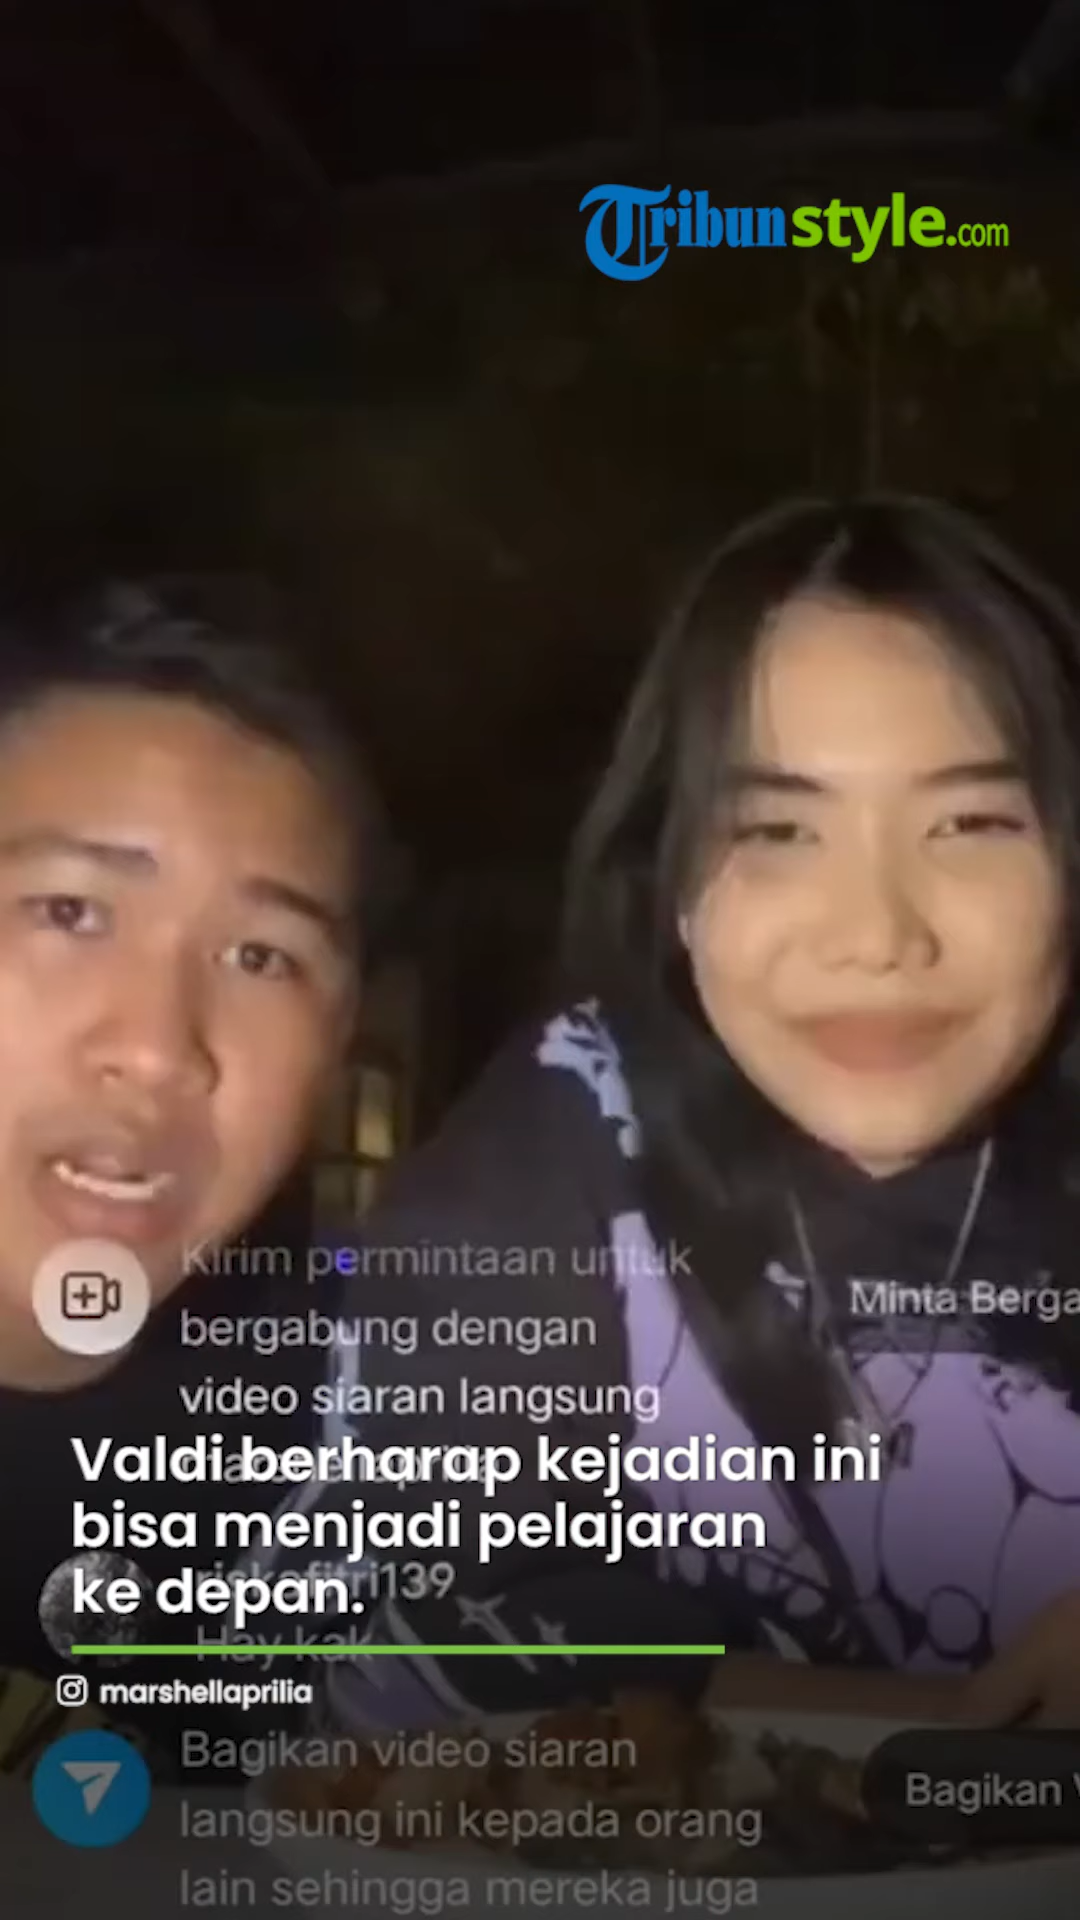 Tribunstyle.com
Kirim permintaan untuk
bergabung dengan
video siaran langsung
Minta Berga
Valdi berharap kejadian ini
bisa menjadi pelajaran
ke depan.
riskafitri139
Hay kak
marshellaprilia
Bagikan video siaran
langsung ini kepada orang
lain sehingga mereka juga
Bagikan V